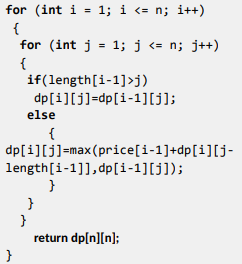 for (int i = 1; i <= n; i++)
{
for (int j = 1; j <= n; j++)
{
if(length[i-1]>j)
dp[i][j]=dp[i-1][j];
else
{
dp[i][j]=max(price[i-1]+dp[i][j-
length[i-1]],dp[i-1][j]);
}
}
}
return dp[n][n];
}